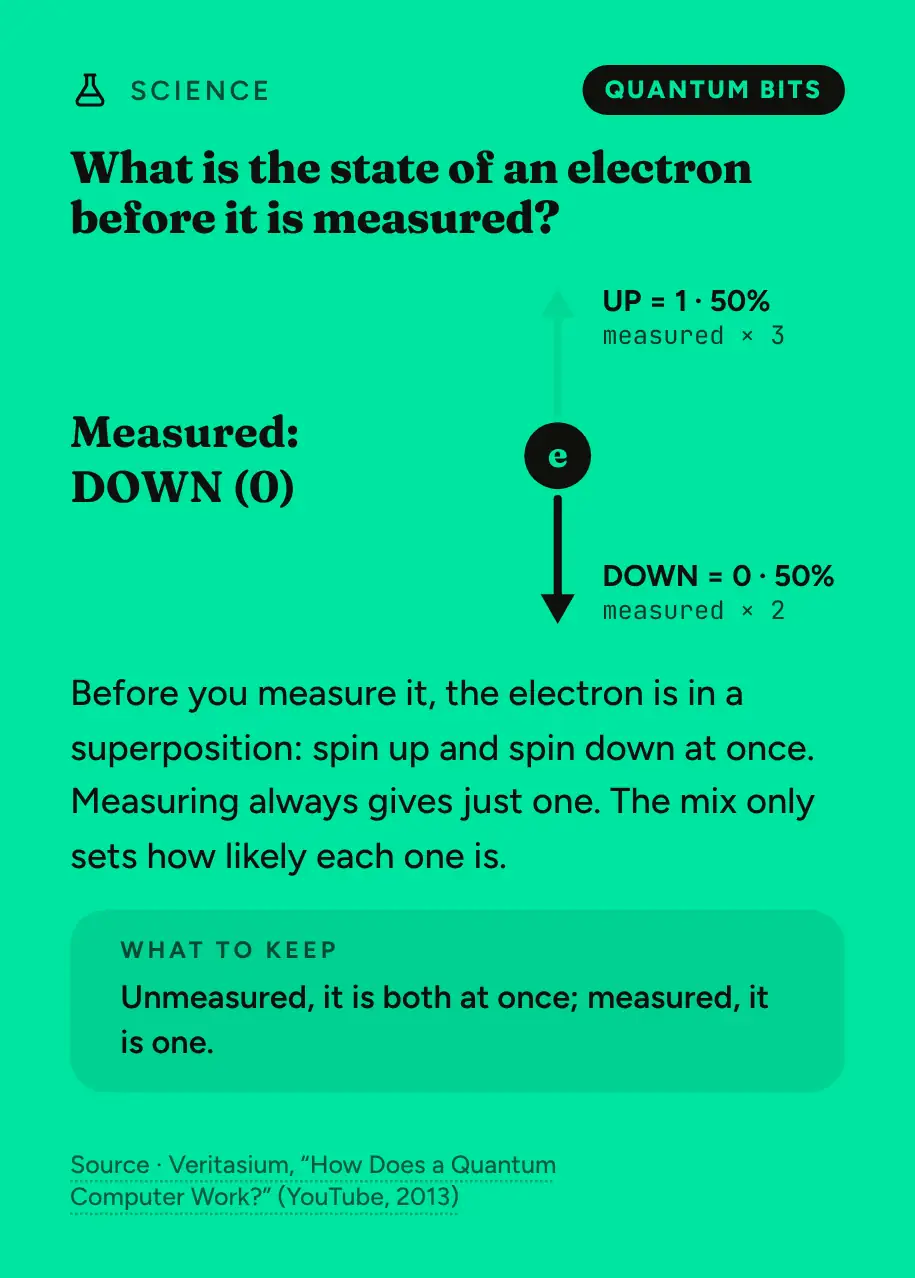 SCIENCE
QUANTUM BITS
What is the state of an electron
before it is measured?
UP = 1 · 50%
measured × 3
Measured:
DOWN (0)
e
DOWN = 0 · 50%
measured × 2
Before you measure it, the electron is in a
superposition: spin up and spin down at once.
Measuring always gives just one. The mix only
sets how likely each one is.
WHAT TO KEEP
Unmeasured, it is both at once; measured, it
is one.
Source · Veritasium, “How Does a Quantum
Computer Work?” (YouTube, 2013)